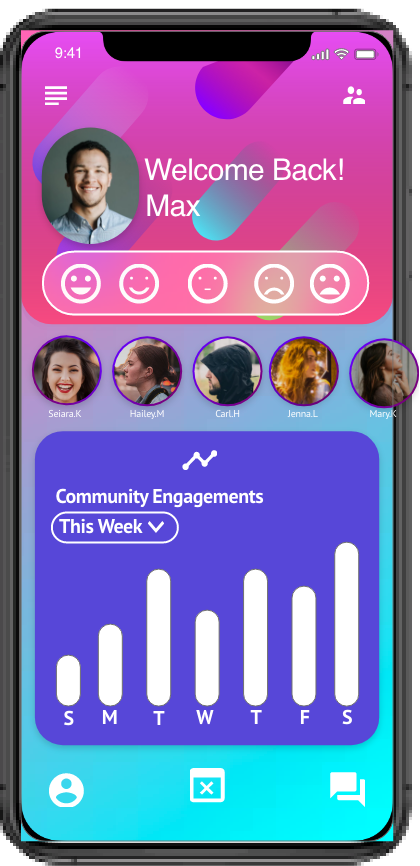 9:41
Welcome Back!
Max
Seiara.K Hailey.M Carl.H Jenna.L Mary.K
Community Engagements
This Week
S M T W T F S